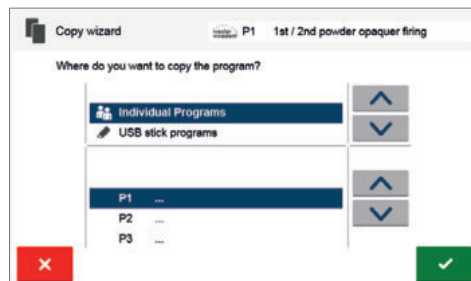 Copy wizard
P1 1st / 2nd powder opaquer firing
Where do you want to copy the program?
Individual Programs
USB stick programs
P1 ...
P2 ...
P3 ...